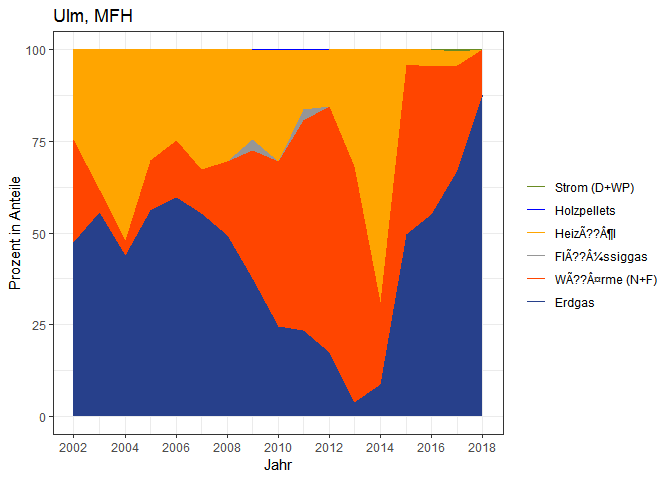 Ulm, MFH
100
75
50
25
0
Prozent in Anteile
2002 2004 2006 2008 2010 2012 2014 2016 2018
Jahr
Strom (D+WP)
Holzpellets
HeizÃ??Â¶l
FlÃ??Â¼ssiggas
WÃ??Â¤rme (N+F)
Erdgas